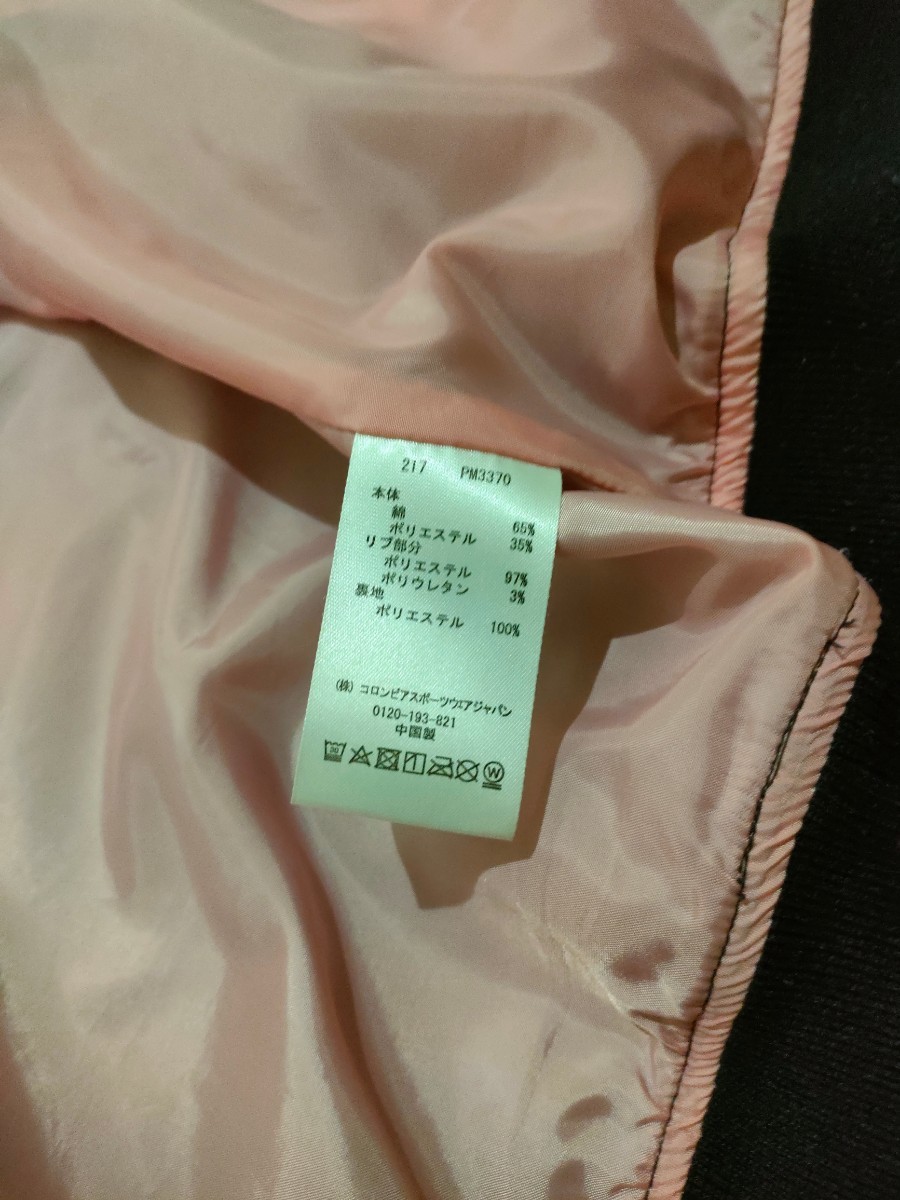 217 PM3370
本体
綿 65%
ポリエステル 35%
リブ部分
ポリエステル 97%
ポリウレタン 3%
裏地
ポリエステル 100%
(株)コロンビアスポーツウェアジャパン
0120-193-821
中国製
30
W